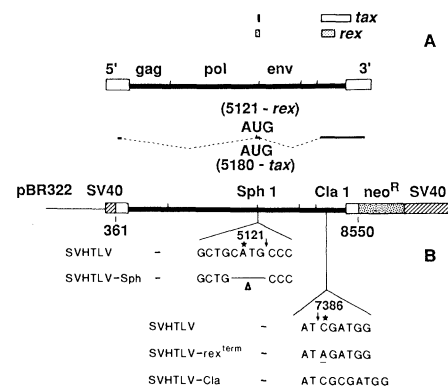 tax
rex
A
5' gag pol env 3'
(5121 - rex)
AUG
AUG
(5180 - tax)
pBR322 SV40 Sph 1 Cla 1 neoR SV40
361 8550
B
5121
SVHTLV - GCTGCATGCCC
SVHTLV-Sph - GCTG CCC
Δ
7386
SVHTLV - ATCGATGG
SVHTLV-rexterm - ATAGATGG
SVHTLV-Cla - ATCGCGATGG